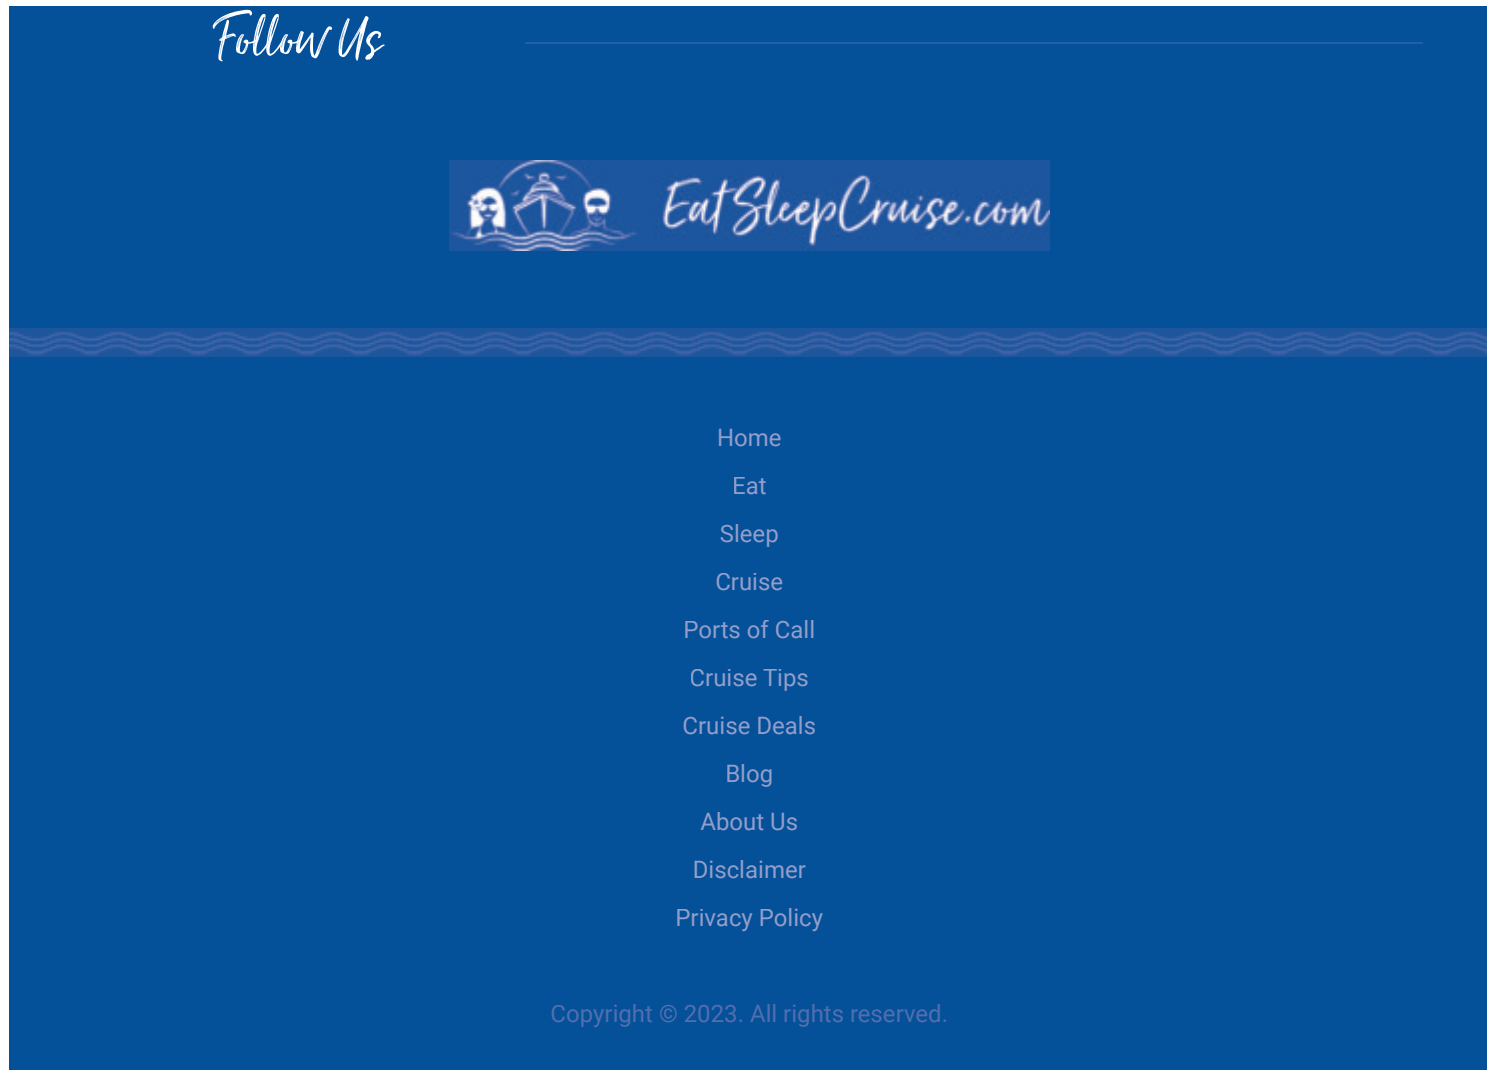 Follow Us
EatSleepCruise.com
Home
Eat
Sleep
Cruise
Ports of Call
Cruise Tips
Cruise Deals
Blog
About Us
Disclaimer
Privacy Policy
Copyright © 2023. All rights reserved.